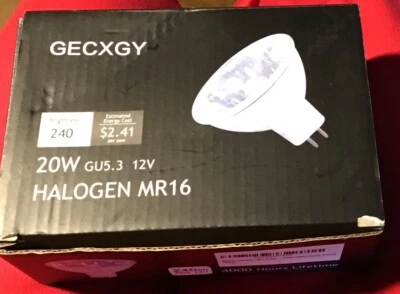 GECXGY
Brightness
240
Estimated
Energy Cost
$2.41
per year
20W GU5.3 12V
HALOGEN MR16
4000 Hours Lifetime